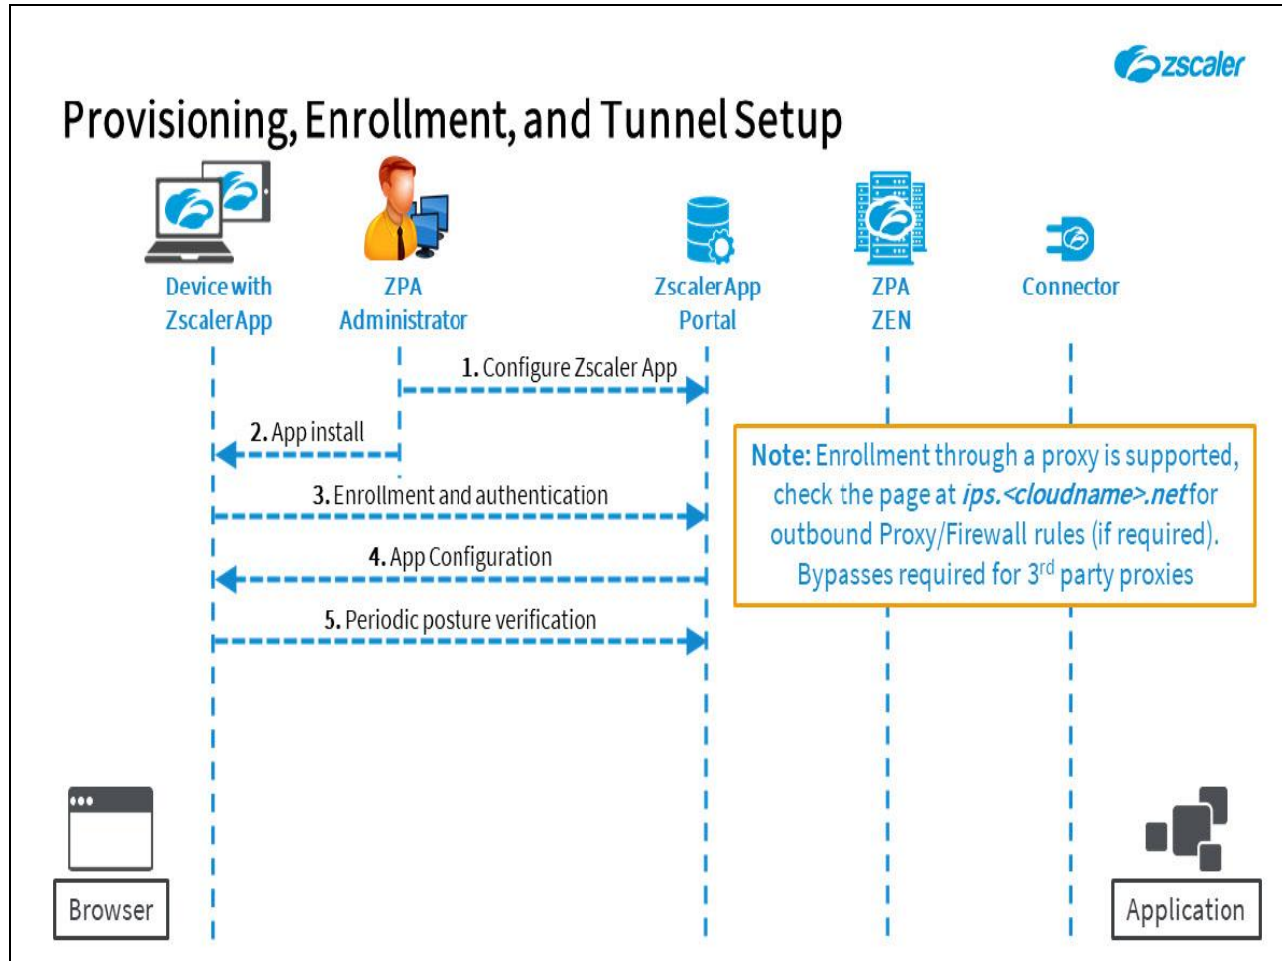 zscaler
Provisioning, Enrollment, and Tunnel Setup
Device with
Zscaler App
ZPA
Administrator
Zscaler App
Portal
ZPA
ZEN
Connector
1. Configure Zscaler App
2. App install
3. Enrollment and authentication
4. App Configuration
5. Periodic posture verification
Note: Enrollment through a proxy is supported,
check the page at ips.<cloudname>.net for
outbound Proxy/Firewall rules (if required).
Bypasses required for 3rd party proxies
Browser
Application